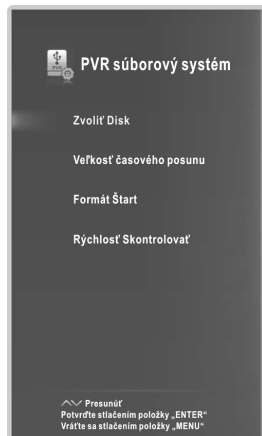 PVR súborový systém
Zvoliť Disk
Veľkosť časového posunu
Formát Štart
Rýchlosť Skontrolovať
Presunúť
Potvrďte stlačením položky „ENTER“
Vráťte sa stlačením položky „MENU“